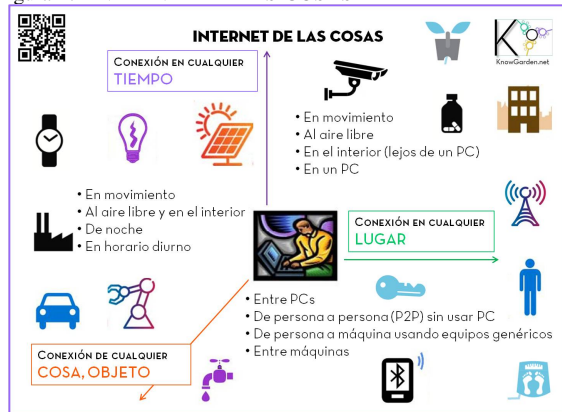 INTERNET DE LAS COSAS
KnowGarden.net
CONEXIÓN EN CUALQUIER
TIEMPO
• En movimiento
• Al aire libre
• En el interior (lejos de un PC)
• En un PC
• En movimiento
• Al aire libre y en el interior
• De noche
• En horario diurno
CONEXIÓN EN CUALQUIER
LUGAR
• Entre PCs
• De persona a persona (P2P) sin usar PC
• De persona a máquina usando equipos genéricos
• Entre máquinas
CONEXIÓN DE CUALQUIER
COSA, OBJETO